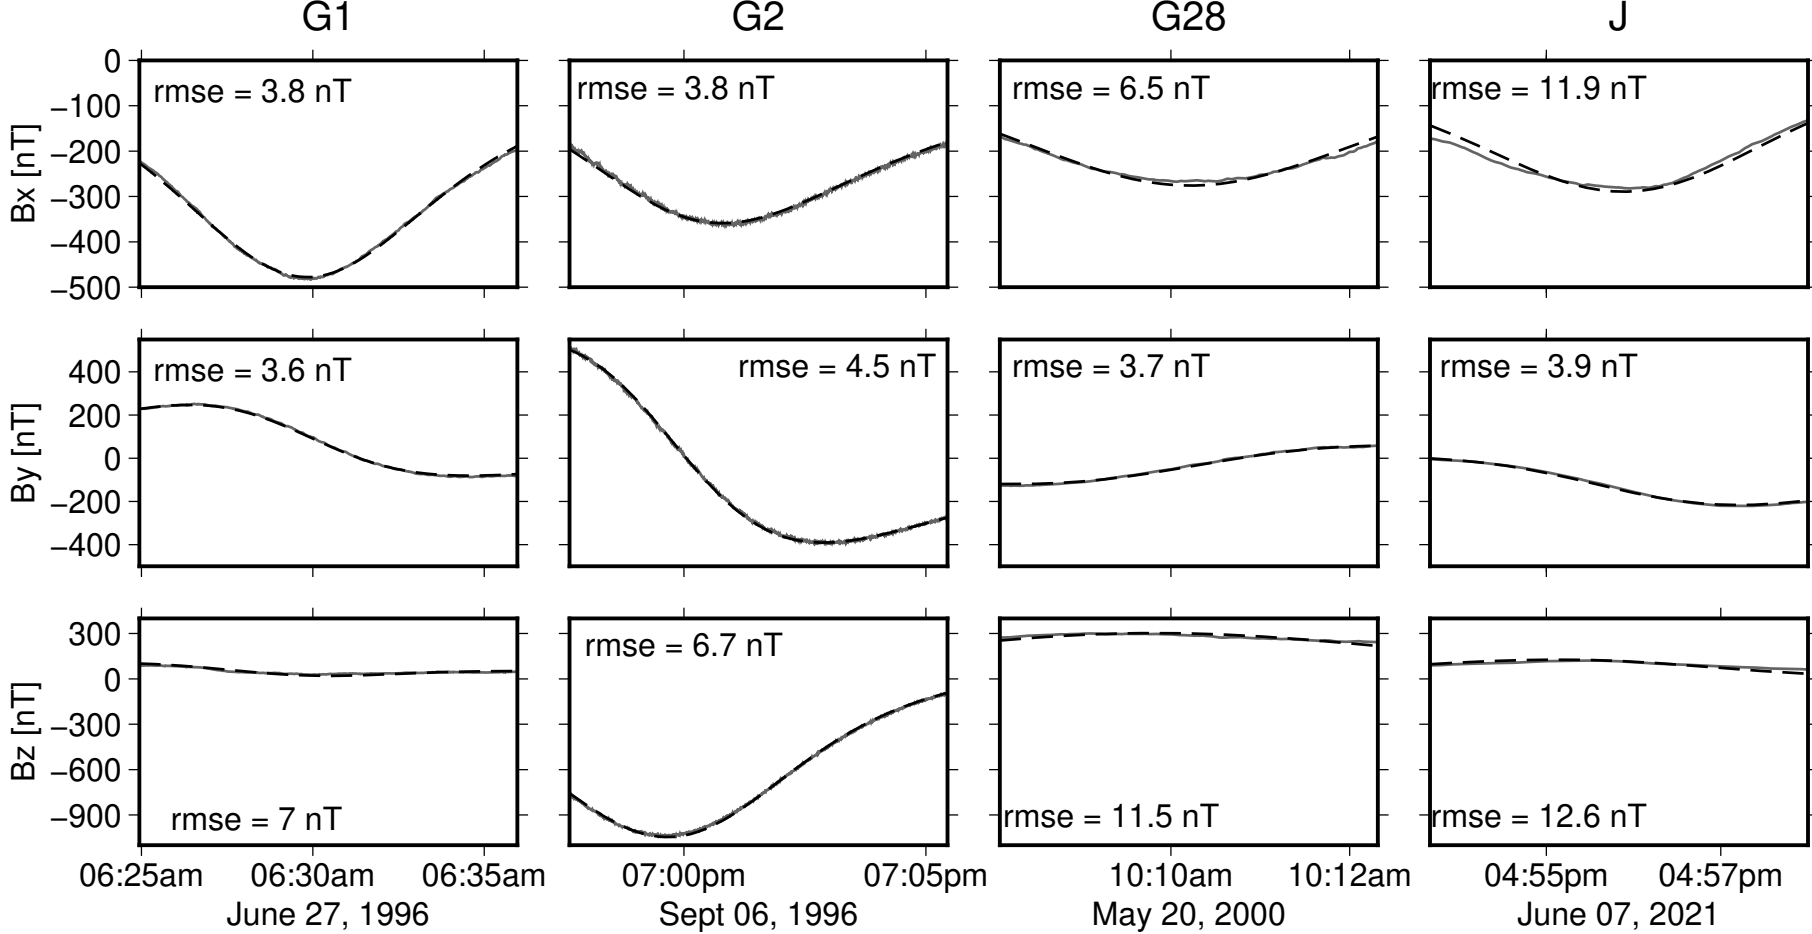 G1 G2 G28 J
0
−100
−200
−300
−400
−500
Bx [nT]
rmse = 3.8 nT
rmse = 3.8 nT
rmse = 6.5 nT
rmse = 11.9 nT
400
200
0
−200
−400
By [nT]
rmse = 3.6 nT
rmse = 4.5 nT
rmse = 3.7 nT
rmse = 3.9 nT
300
0
−300
−600
−900
Bz [nT]
rmse = 7 nT
rmse = 6.7 nT
rmse = 11.5 nT
rmse = 12.6 nT
06:25am 06:30am 06:35am 07:00pm 07:05pm 10:10am 10:12am 04:55pm 04:57pm
June 27, 1996 Sept 06, 1996 May 20, 2000 June 07, 2021